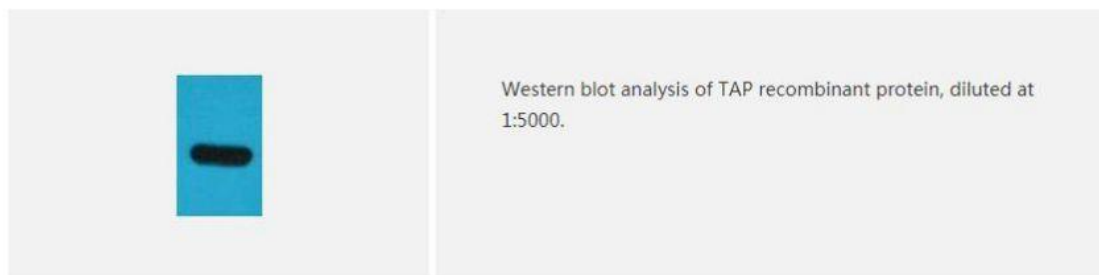 Western blot analysis of TAP recombinant protein, diluted at
1:5000.